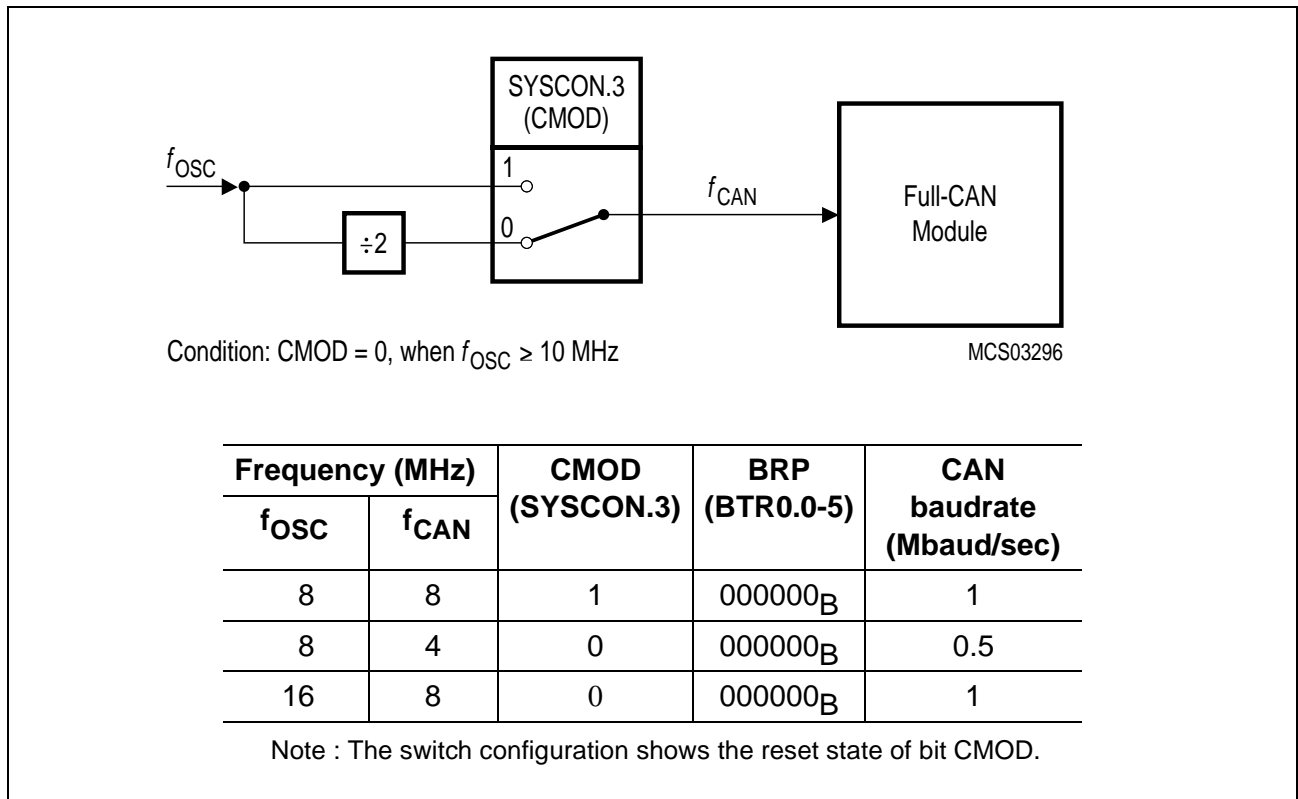 SYSCON.3
(CMOD)
fOSC
1
fCAN
Full-CAN
Module
0
÷2
Condition: CMOD = 0, when fOSC ≥ 10 MHz
MCS03296
Frequency (MHz) CMOD (SYSCON.3) BRP (BTR0.0-5) CAN baudrate (Mbaud/sec)
fOSC fCAN
8 8 1 000000B 1
8 4 0 000000B 0.5
16 8 0 000000B 1
Note : The switch configuration shows the reset state of bit CMOD.